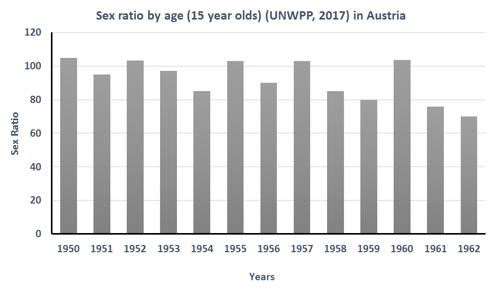 Sex ratio by age (15 year olds) (UNWPP, 2017) in Austria
120
100
80
60
40
20
0
Sex Ratio
1950 1951 1952 1953 1954 1955 1956 1957 1958 1959 1960 1961 1962
Years